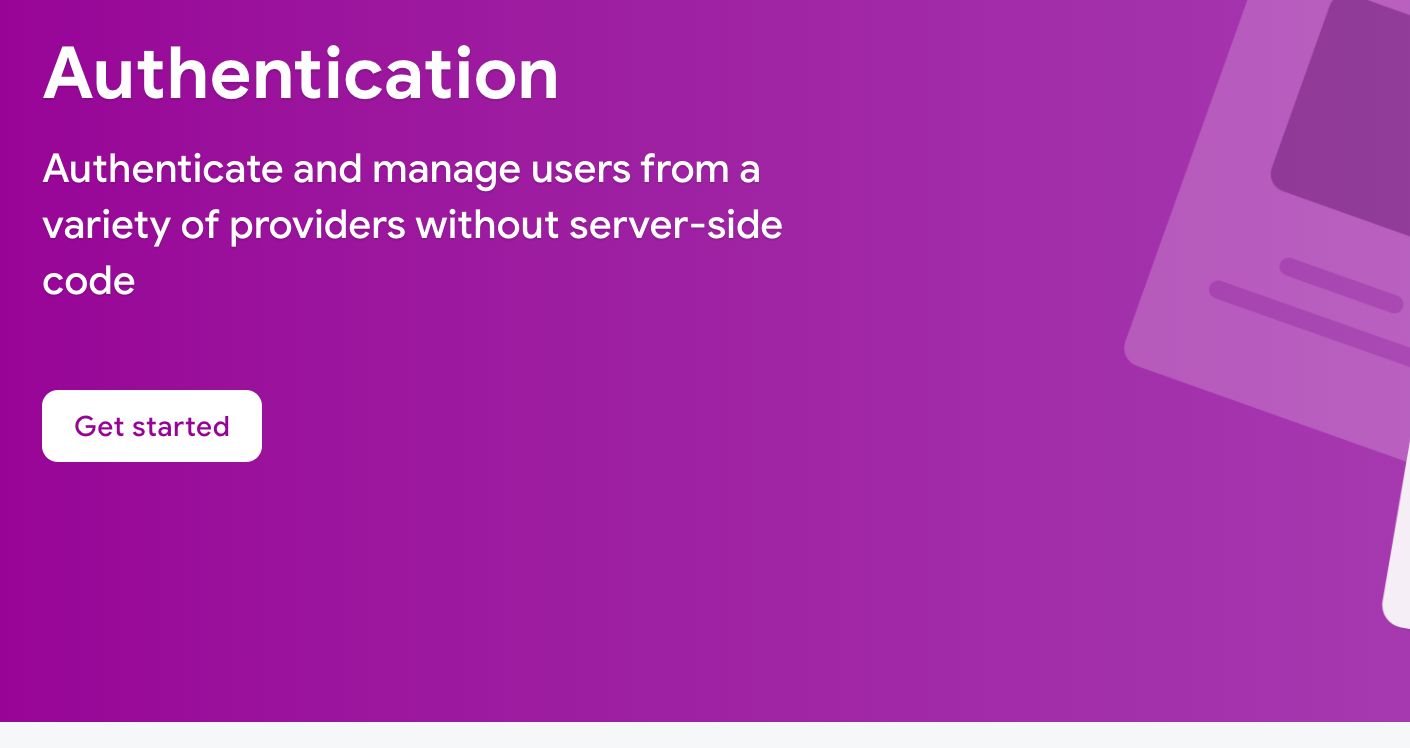 Authentication
Authenticate and manage users from a
variety of providers without server-side
code
Get started